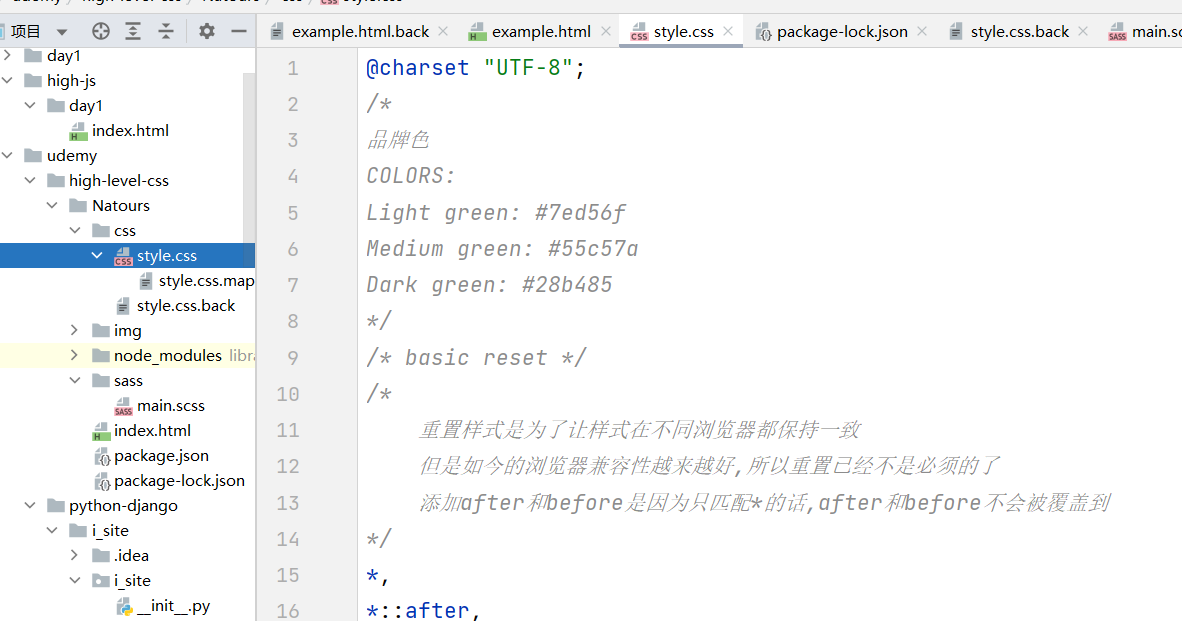 项目
example.html.back
example.html
style.css
package-lock.json
style.css.back
day1
high-js
day1
index.html
udemy
high-level-css
Natours
css
style.css
style.css.map
style.css.back
img
node_modules
sass
main.scss
index.html
package.json
package-lock.json
python-django
i_site
.idea
i_site
__init__.py
1 @charset "UTF-8";
2 /*
3 品牌色
4 COLORS:
5 Light green: #7ed56f
6 Medium green: #55c57a
7 Dark green: #28b485
8 */
9 /* basic reset */
10 /*
11 重置样式是为了让样式在不同浏览器都保持一致
12 但是如今的浏览器兼容性越来越好,所以重置已经不是必须的了
13 添加after和before是因为只匹配*的话,after和before不会被覆盖到
14 */
15 *,
16 *::after,